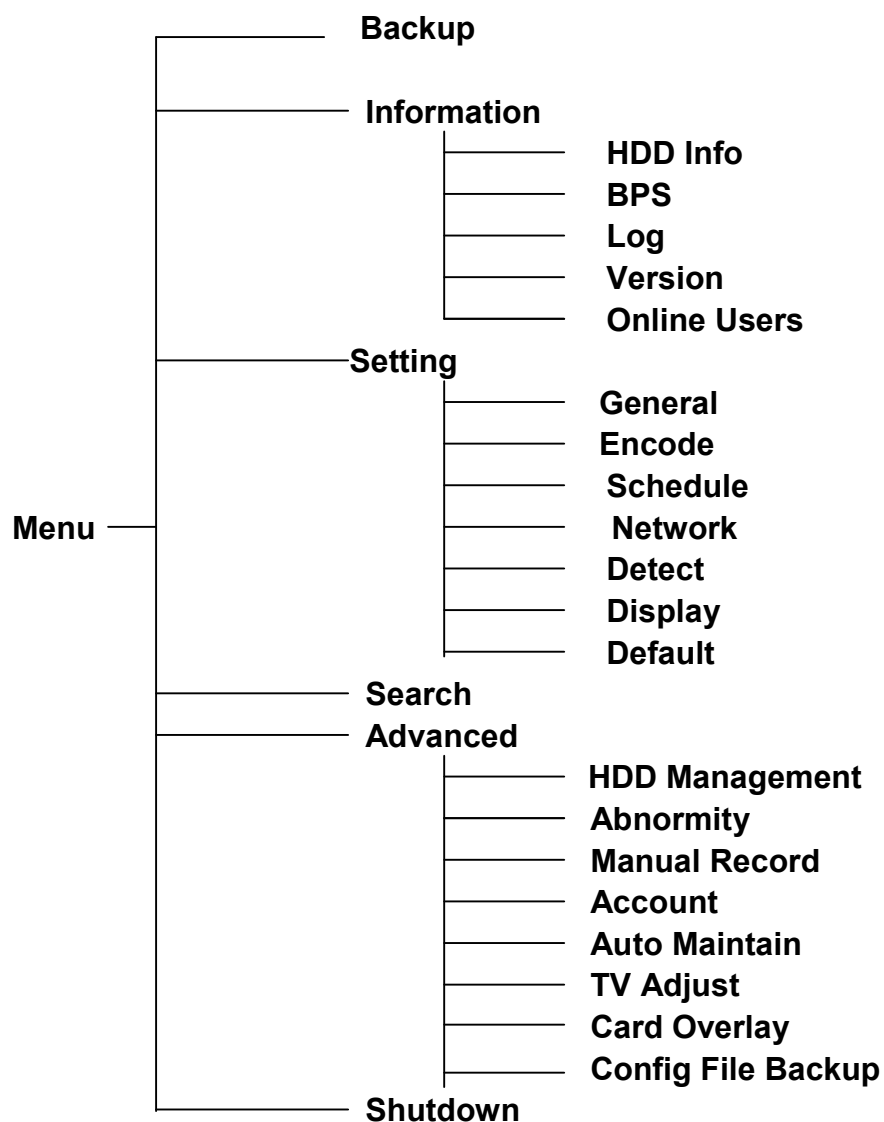 Backup
Information
HDD Info
BPS
Log
Version
Online Users
Setting
General
Encode
Schedule
Menu
Network
Detect
Display
Default
Search
Advanced
HDD Management
Abnormity
Manual Record
Account
Auto Maintain
TV Adjust
Card Overlay
Config File Backup
Shutdown